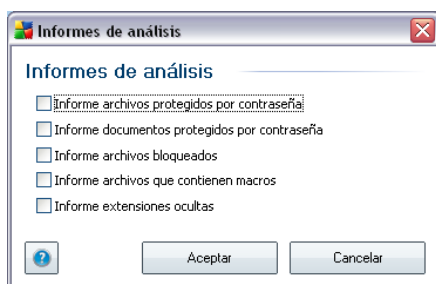 Informes de análisis
Informes de análisis
Informe archivos protegidos por contraseña
Informe documentos protegidos por contraseña
Informe archivos bloqueados
Informe archivos que contienen macros
Informe extensiones ocultas
? Aceptar Cancelar